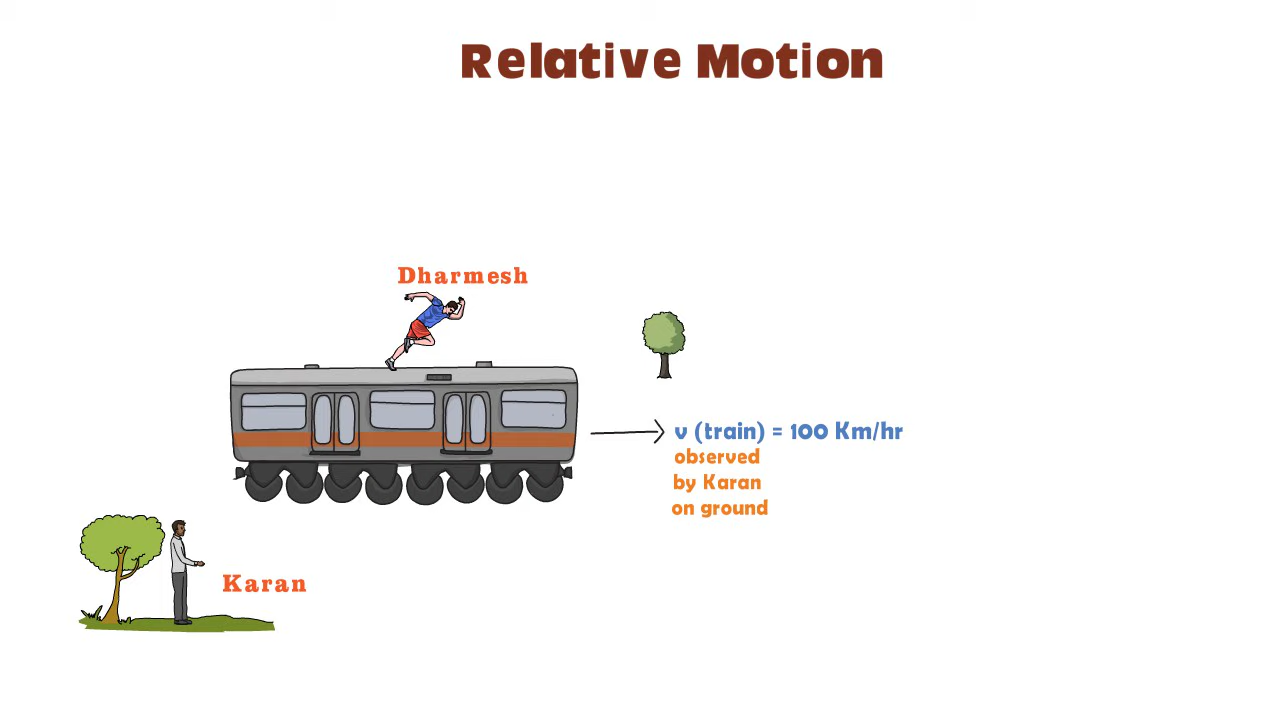 Relative Motion
Dharmesh
v (train) = 100 Km/hr
observed
by Karan
on ground
Karan